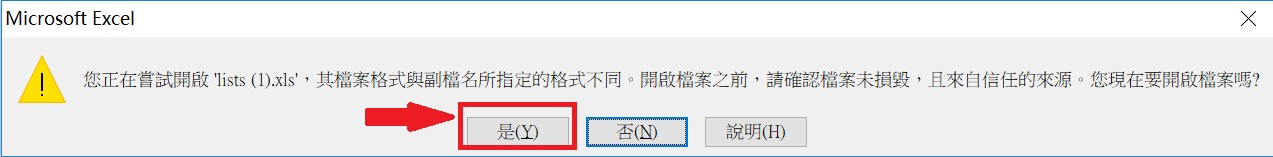 Microsoft Excel
您正在嘗試開啟 'lists (1).xls'，其檔案格式與副檔名所指定的格式不同。開啟檔案之前，請確認檔案未損毀，且來自信任的來源。您現在要開啟檔案嗎?
是(Y) 否(N) 說明(H)